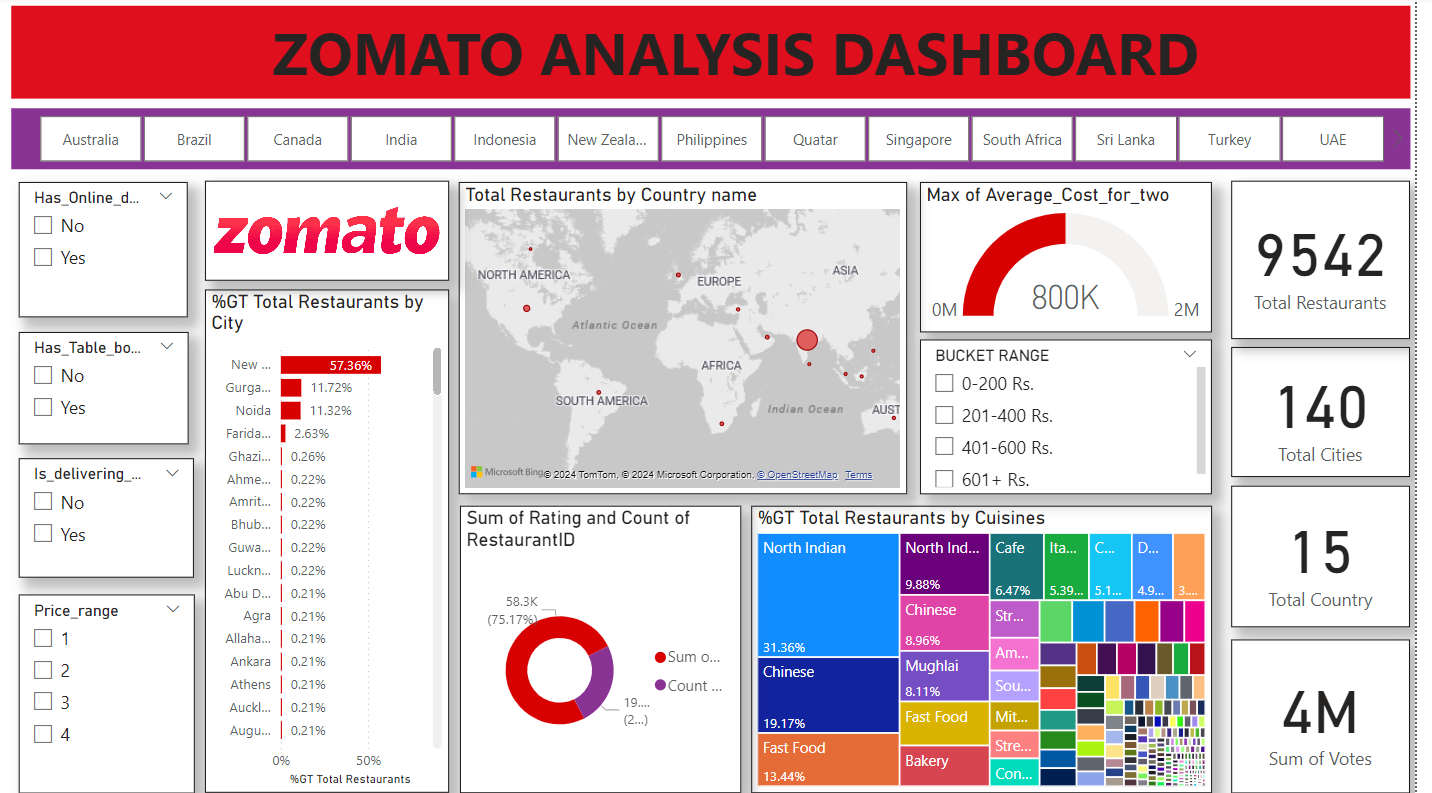 ZOMATO ANALYSIS DASHBOARD
Australia
Brazil
Canada
India
Indonesia
New Zeala...
Philippines
Quatar
Singapore
South Africa
Sri Lanka
Turkey
UAE
Has_Online_d...
No
Yes
Has_Table_bo...
No
Yes
Is_delivering_...
No
Yes
Price_range
1
2
3
4
zomato
%GT Total Restaurants by
City
New ... 57.36%
Gurga... 11.72%
Noida 11.32%
Farida... 2.63%
Ghazi... 0.26%
Ahme... 0.22%
Amrit... 0.22%
Bhub... 0.22%
Guwa... 0.22%
Luckn... 0.22%
Abu D... 0.21%
Agra 0.21%
Allaha... 0.21%
Ankara 0.21%
Athens 0.21%
Auckl... 0.21%
Augu... 0.21%
0% 50%
%GT Total Restaurants
Total Restaurants by Country name
NORTH AMERICA
EUROPE
ASIA
Atlantic Ocean
AFRICA
SOUTH AMERICA
Indian Ocean
AUST
Microsoft Bing
© 2024 TomTom, © 2024 Microsoft Corporation, © OpenStreetMap Terms
Sum of Rating and Count of
RestaurantID
58.3K
(75.17%)
19....
(2...)
Sum o...
Count ...
Max of Average_Cost_for_two
0M
800K
2M
BUCKET RANGE
0-200 Rs.
201-400 Rs.
401-600 Rs.
601+ Rs.
%GT Total Restaurants by Cuisines
North Indian
31.36%
Chinese
19.17%
Fast Food
13.44%
North Ind...
9.88%
Chinese
8.96%
Mughlai
8.11%
Fast Food
Bakery
Cafe
6.47%
Ita...
5.39...
C...
5.1...
D...
4.9...
3....
Str...
Am...
Sou...
Mit...
Stre...
Con...
9542
Total Restaurants
140
Total Cities
15
Total Country
4M
Sum of Votes